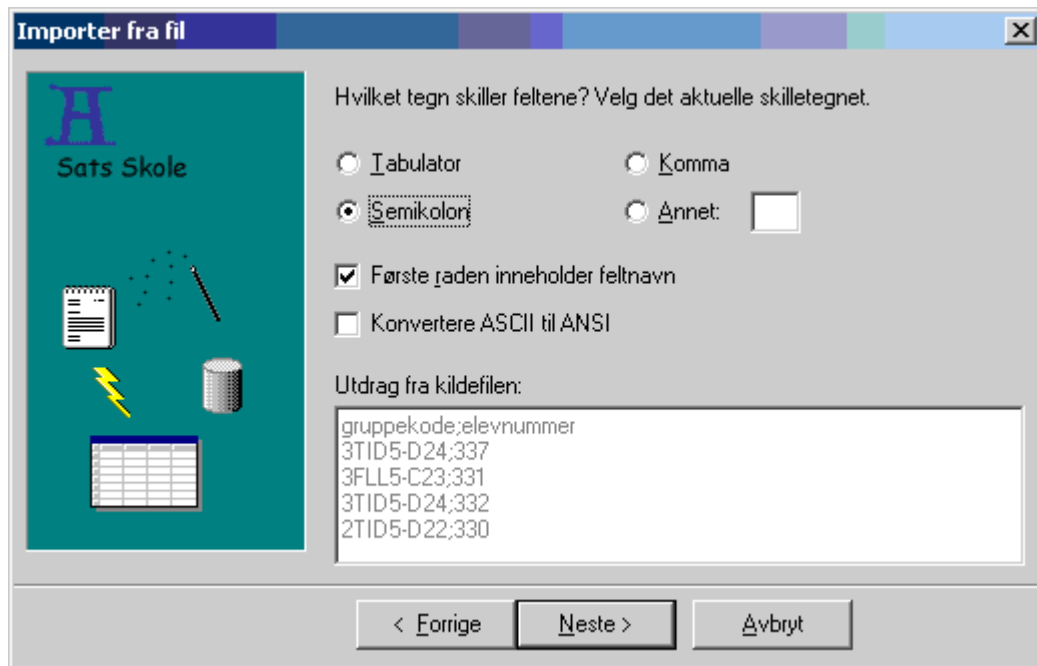 Importer fra fil
A
Sats Skole
Hvilket tegn skiller feltene? Velg det aktuelle skilletegnet.
Tabulator
Komma
Semikolon
Annet:
Første raden inneholder feltnavn
Konvertere ASCII til ANSI
Utdrag fra kildefilen:
gruppekode;elevnummer
3TID5-D24;337
3FLL5-C23;331
3TID5-D24;332
2TID5-D22;330
< Forrige
Neste >
Avbryt